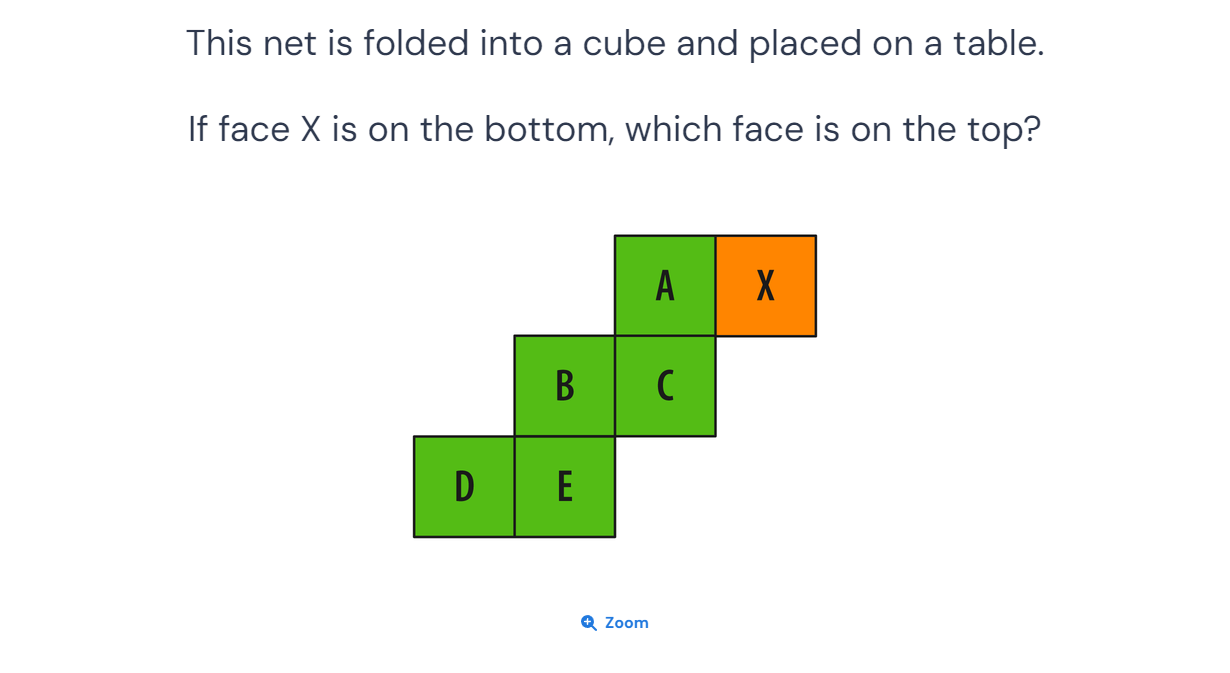 This net is folded into a cube and placed on a table.
If face X is on the bottom, which face is on the top?
A X
B C
D E
Zoom